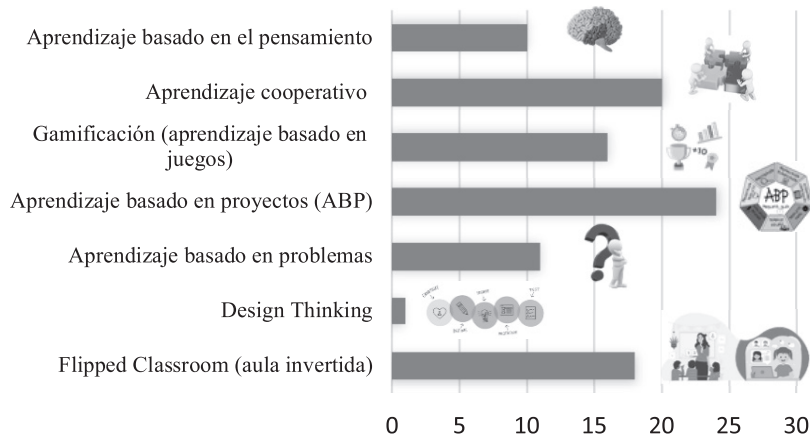 Aprendizaje basado en el pensamiento
Aprendizaje cooperativo
Gamificación (aprendizaje basado en
juegos)
Aprendizaje basado en proyectos (ABP)
Aprendizaje basado en problemas
Design Thinking
Flipped Classroom (aula invertida)
0 5 10 15 20 25 30
ABP